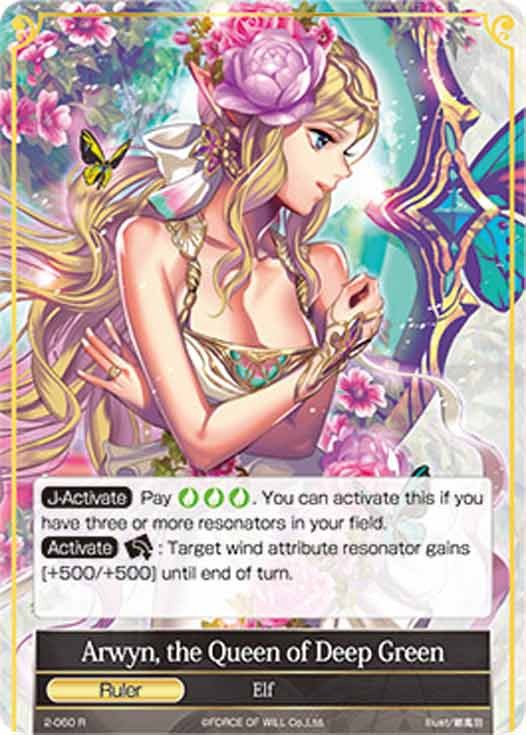 J-Activate Pay . You can activate this if you
have three or more resonators in your field.
Activate : Target wind attribute resonator gains
[+500/+500] until end of turn.
Arwyn, the Queen of Deep Green
Ruler Elf
2-060 R ©FORCE OF WILL Co.,Ltd. Illust/